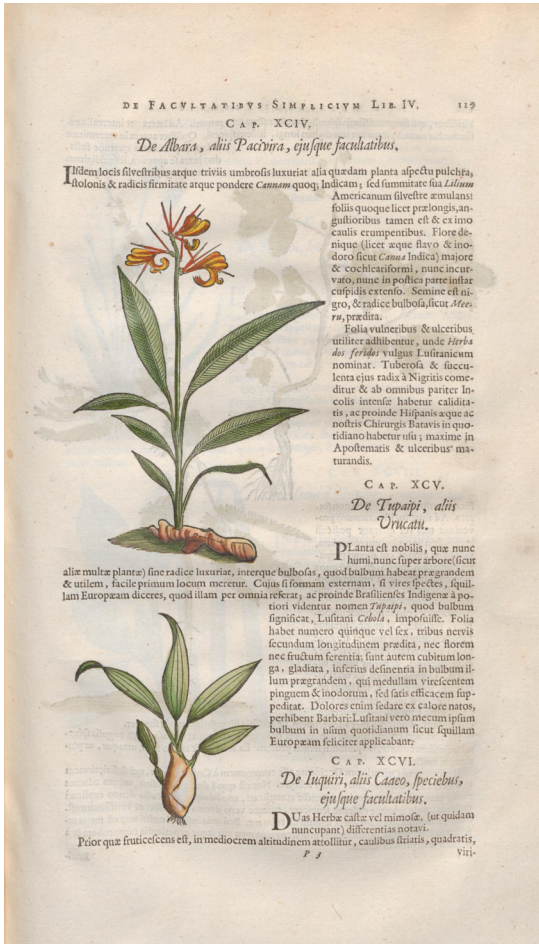 DE FACVLTATIBVS SIMPLICIVM LIB. IV. 119
CAP. XCIV.
De Albara, aliis Pacivira, ejusque facultatibus.
IIsdem locis silvestribus atque triviis umbrosis luxuriat alia quædam planta aspectu pulchra,
stolonis & radicis firmitate atque pondere Cannam quoq; Indicam; sed summitate sua Lilium
Americanum silvestre æmulans:
foliis quoque licet prælongis, an-
gustioribus tamen est & ex imo
caulis erumpentibus. Flore de-
nique (licet æque flavo & ino-
doro sicut Canna Indica) majore
& cochleariformi, nunc incur-
vato, nunc in postica parte instar
cuspidis extenso. Semine est ni-
gro, & radice bulbosa, sicut Mee-
ru, prædita.
Folia vulneribus & ulceribus
utiliter adhibentur, unde Herba
dos feridos vulgus Lusitanicum
nominat. Tuberosa & succu-
lenta ejus radix à Nigritis come-
ditur & ab omnibus pariter In-
colis intensæ habetur calidita-
tis, ac proinde Hispanis æque ac
nostris Chirurgis Batavis in quo-
tidiano habetur usu; maxime in
Apostematis & ulceribus ma-
turandis.
CAP. XCV.
De Tupaipi, aliis
Urucatu.
PLanta est nobilis, quæ nunc
humi, nunc super arbore (sicut
aliæ multæ plantæ) sine radice luxuriat, interque bulbosas, quod bulbum habeat prægrandem
& utilem, facile primum locum meretur. Cujus si formam externam, si vires spectes, squil-
lam Europæam diceres, quod illam per omnia referat; ac proinde Brasilienses Indigenæ à po-
tiori videntur nomen Tupaipi, quod bulbum
significat, Lusitani Cebola, imposuisse. Folia
habet numero quinque vel sex, tribus nervis
secundum longitudinem prædita, nec florem
nec fructum ferentia; sunt autem cubitum lon-
ga, gladiata, inferius desinentia in bulbum il-
lum prægrandem, qui medullam virescentem
pinguem & inodorum, sed satis efficacem sup-
peditat. Dolores enim sedare ex calore natos,
perhibent Barbari: Lusitani vero mecum ipsum
bulbum in usum quotidianum sicut squillam
Europæam feliciter applicabant.
CAP. XCVI.
De Iuquiri, aliis Caaeo, speciebus,
ejusque facultatibus.
DUas Herbæ castæ vel mimosæ, (ut quidam
nuncupant) differentias notavi.
Prior quæ fruticescens est, in mediocrem altitudinem attollitur, caulibus striatis, quadratis,
P 3 viri-